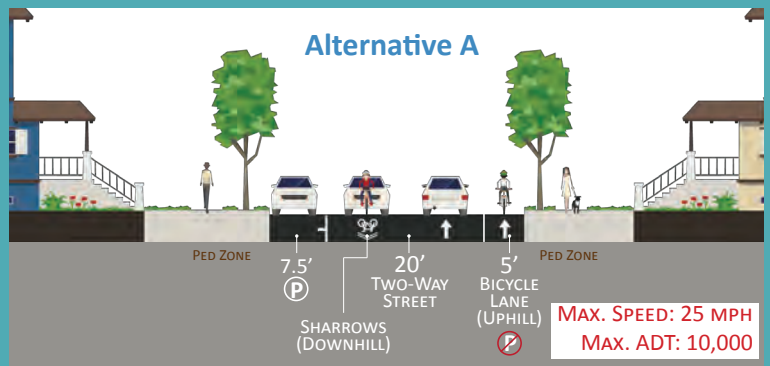 Alternative A
PED ZONE
7.5’
P
SHARROWS
(DOWNHILL)
20’
TWO-WAY
STREET
5’
BICYCLE
LANE
(UPHILL)
P
PED ZONE
MAX. SPEED: 25 MPH
MAX. ADT: 10,000